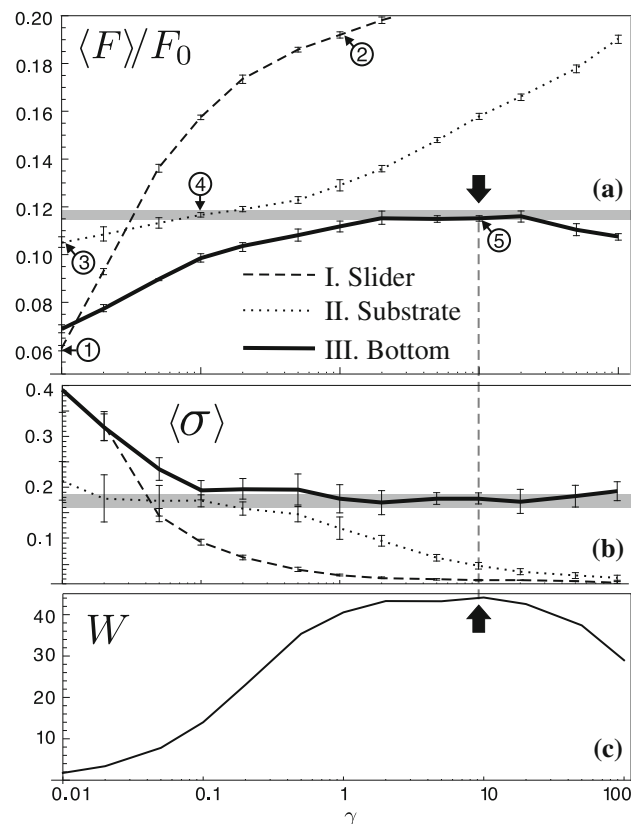 0.20
⟨F⟩/F₀
②
0.18
0.16
0.14
④
(a)
0.12
③
⑤
0.10
I. Slider
0.08
II. Substrate
①
III. Bottom
0.06
0.4
⟨σ⟩
0.3
0.2
0.1
(b)
W
40
30
20
10
(c)
0.01 0.1 1 10 100
γ